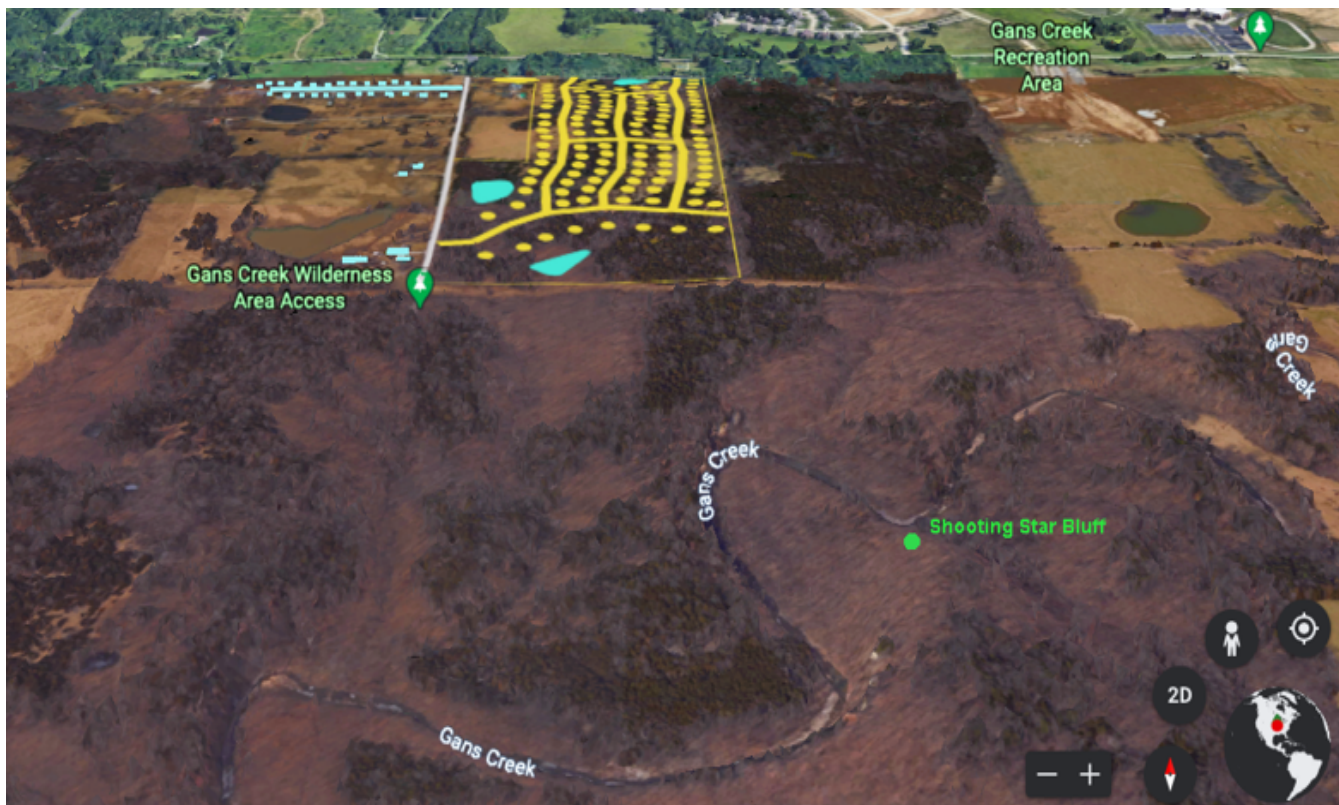 Gans Creek
Recreation
Area
Gans Creek Wilderness
Area Access
Gans
Creek
Gans Creek
Shooting Star Bluff
Gans Creek
2D